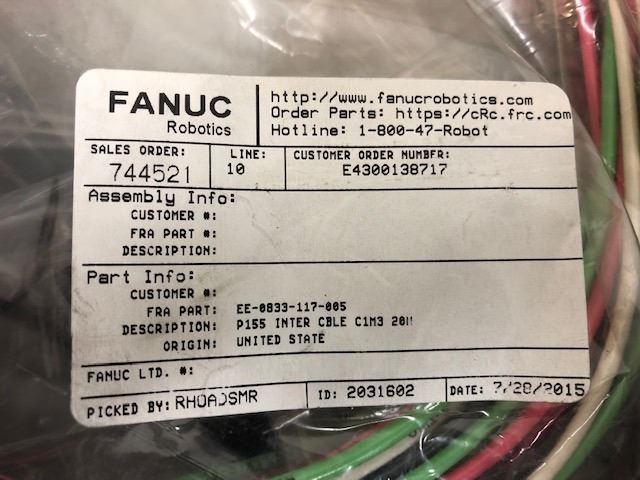 FANUC
Robotics
http://www.fanucrobotics.com
Order Parts: https://cRc.frc.com
Hotline: 1-800-47-Robot
SALES ORDER:
744521
LINE:
10
CUSTOMER ORDER NUMBER:
E4300138717
Assembly Info:
CUSTOMER #:
FRA PART #:
DESCRIPTION:
Part Info:
CUSTOMER #:
FRA PART: EE-0833-117-005
DESCRIPTION: P155 INTER CBLE C1M3 20M
ORIGIN: UNITED STATE
FANUC LTD. #:
PICKED BY: RHOADSMR
ID: 2031602
DATE: 7/28/2015